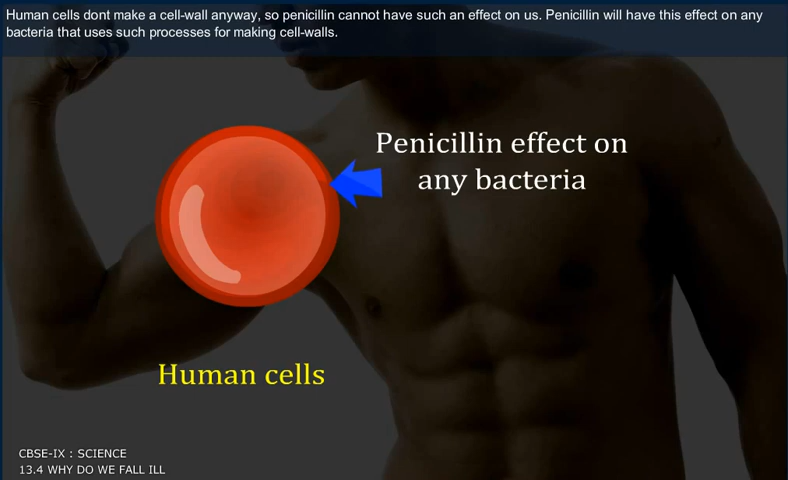 Human cells dont make a cell-wall anyway, so penicillin cannot have such an effect on us. Penicillin will have this effect on any
bacteria that uses such processes for making cell-walls.
Penicillin effect on
any bacteria
Human cells
CBSE-IX : SCIENCE
13.4 WHY DO WE FALL ILL